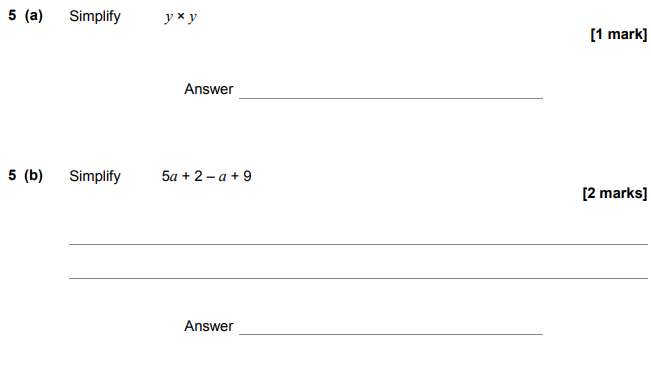 5 (a) Simplify y × y
[1 mark]
Answer
5 (b) Simplify 5a + 2 – a + 9
[2 marks]
Answer